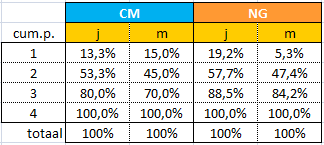 CM NG
cum.p. j m j m
1 13,3% 15,0% 19,2% 5,3%
2 53,3% 45,0% 57,7% 47,4%
3 80,0% 70,0% 88,5% 84,2%
4 100,0% 100,0% 100,0% 100,0%
totaal 100% 100% 100% 100%